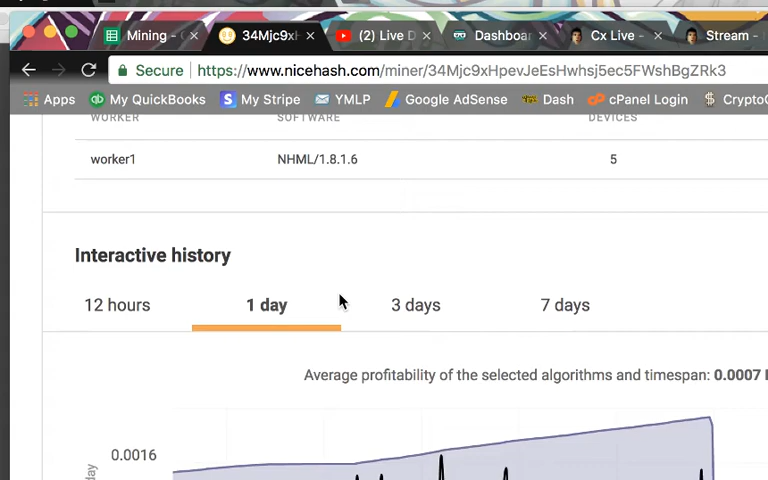 Mining - 34Mjc9xH (2) Live D Dashboar Cx Live - Stream -
Secure https://www.nicehash.com/miner/34Mjc9xHpevJeEsHwhsj5ec5FWshBgZRk3
Apps My QuickBooks My Stripe YMLP Google AdSense Dash cPanel Login Crypto
WORKER SOFTWARE DEVICES
worker1 NHML/1.8.1.6 5
Interactive history
12 hours 1 day 3 days 7 days
Average profitability of the selected algorithms and timespan: 0.0007
0.0016
day